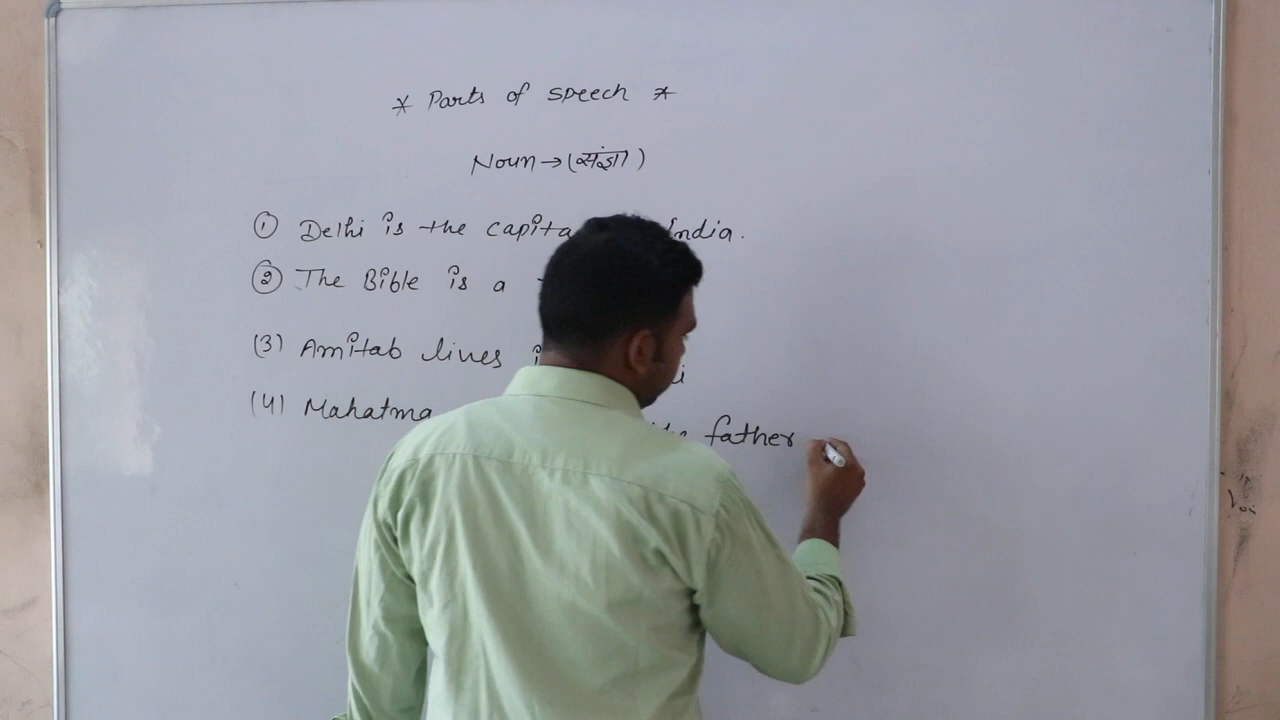 * Parts of speech *
Noun → (संज्ञा)
① Delhi is the capita India.
② The Bible is a
(3) Amitab lives i
(4) Mahatma the father